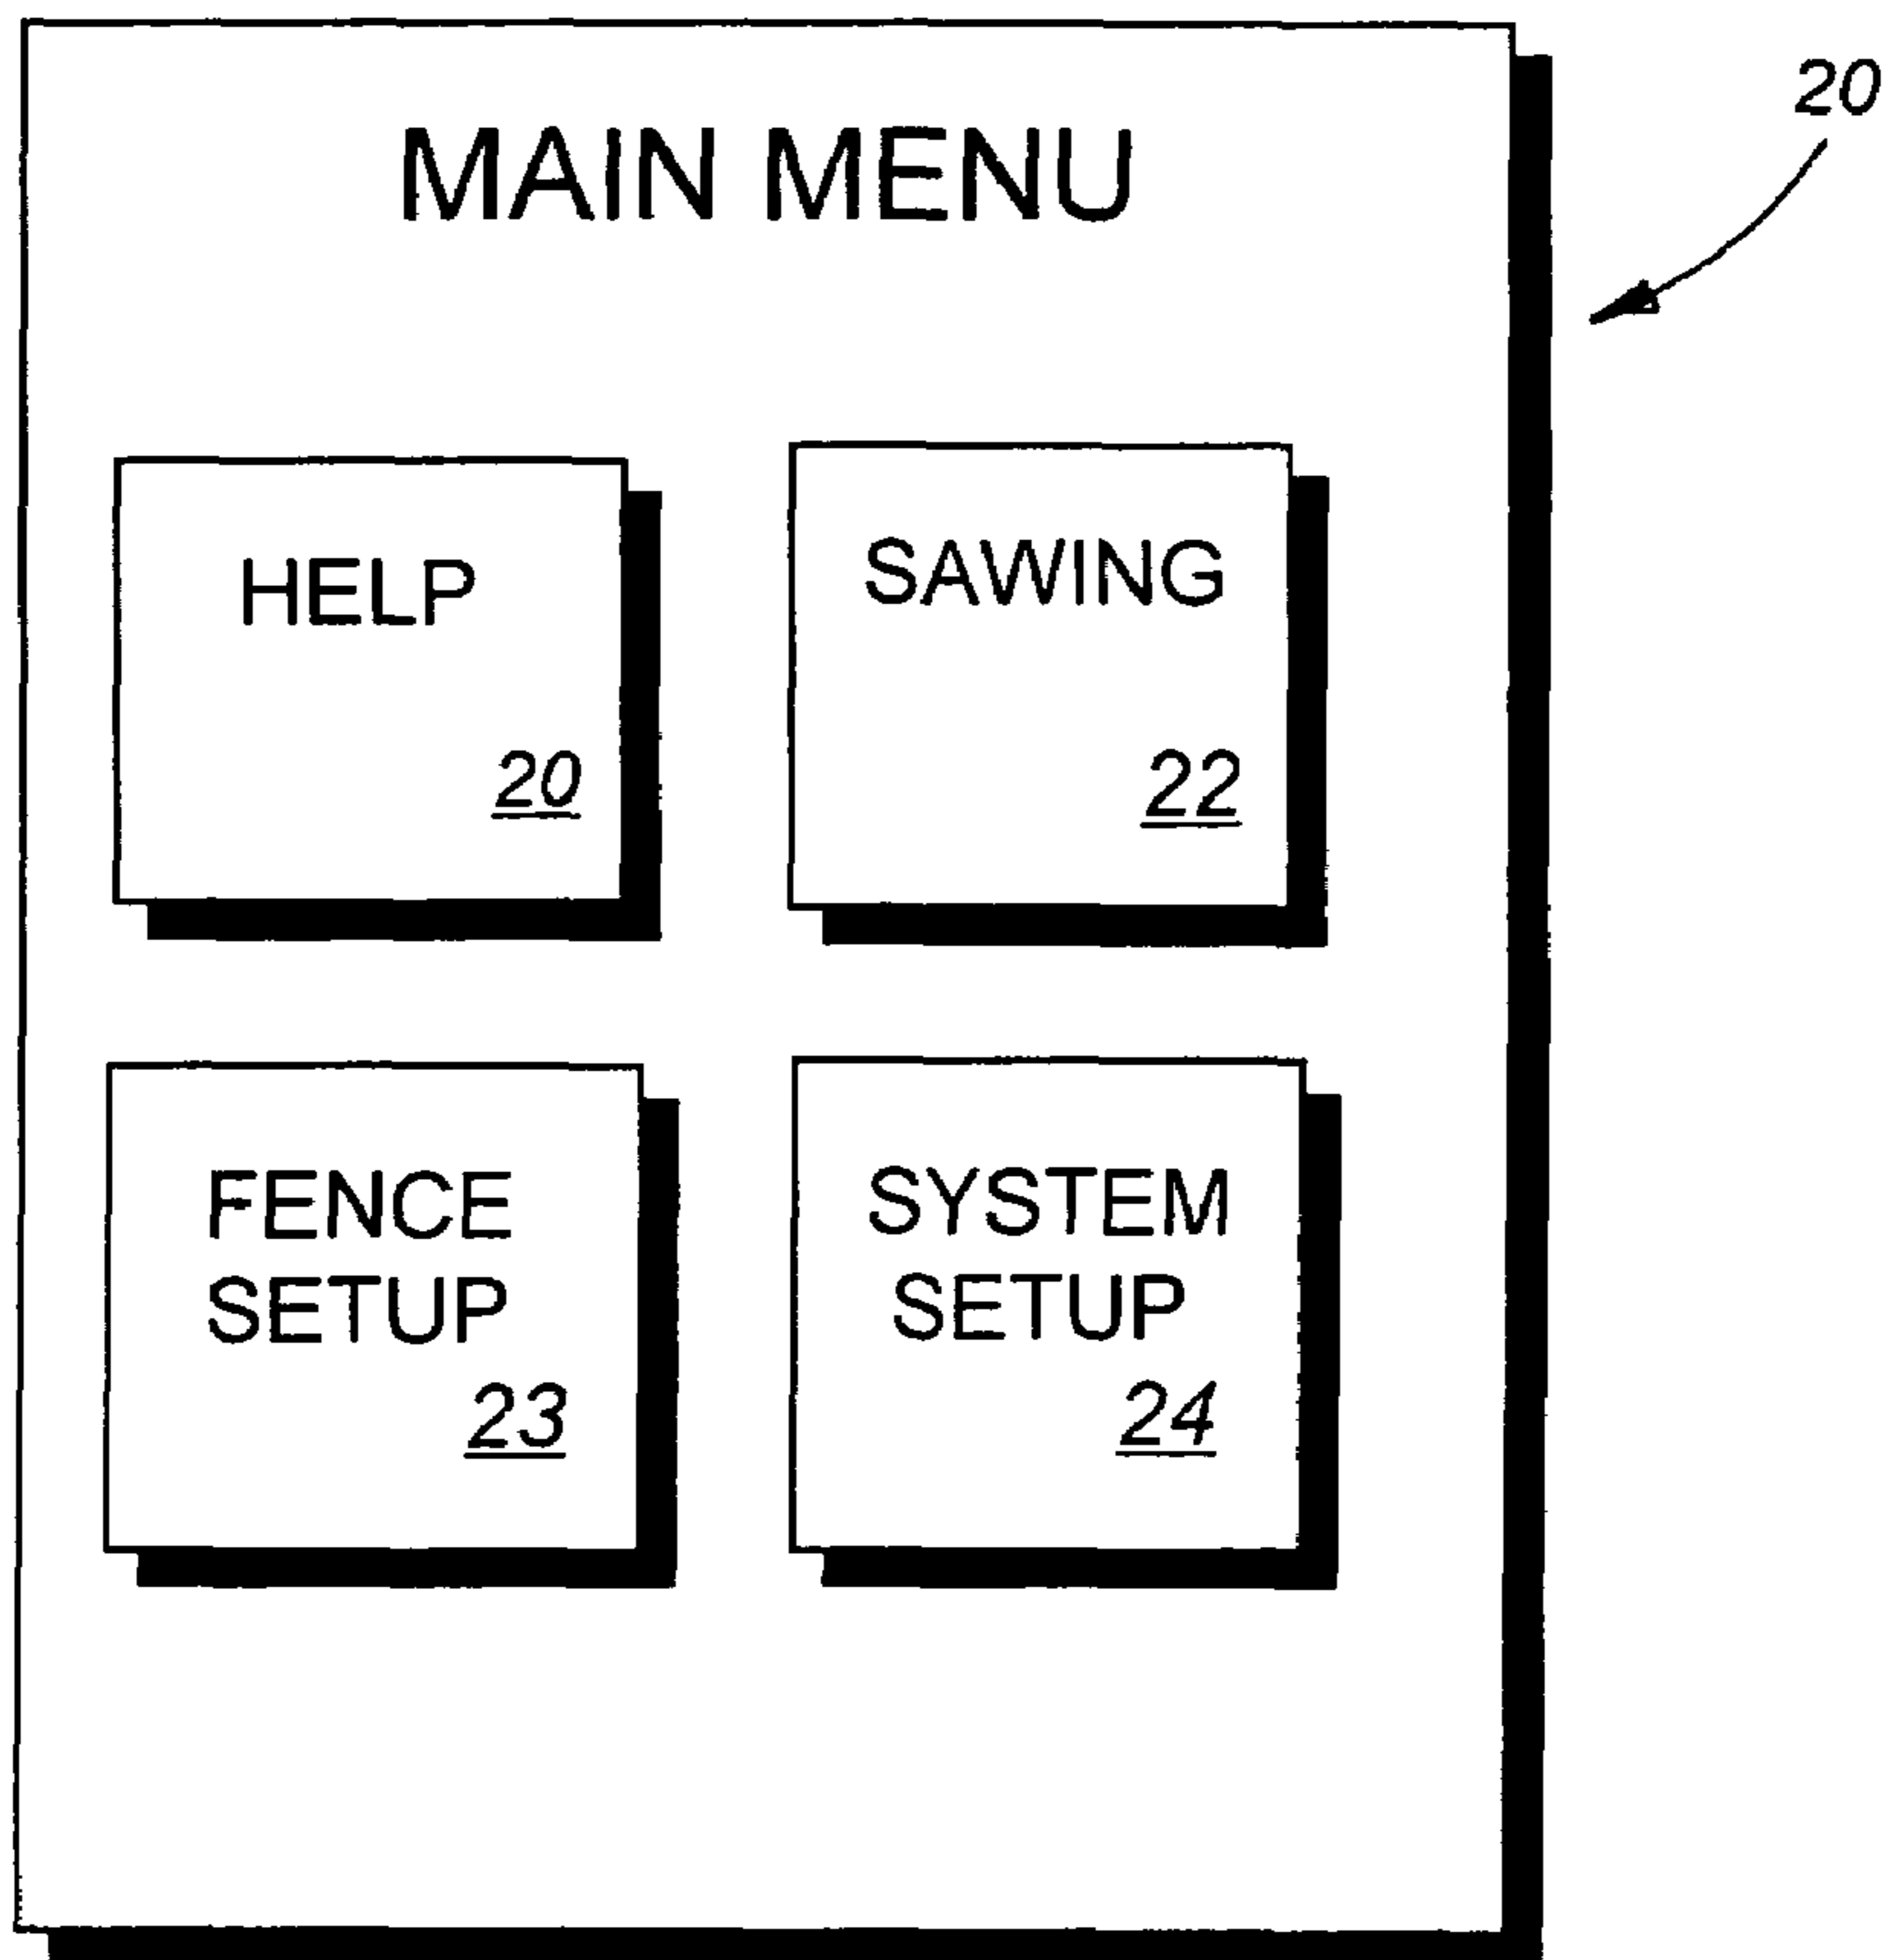 20
MAIN MENU
HELP
20
SAWING
22
FENCE
SETUP
23
SYSTEM
SETUP
24